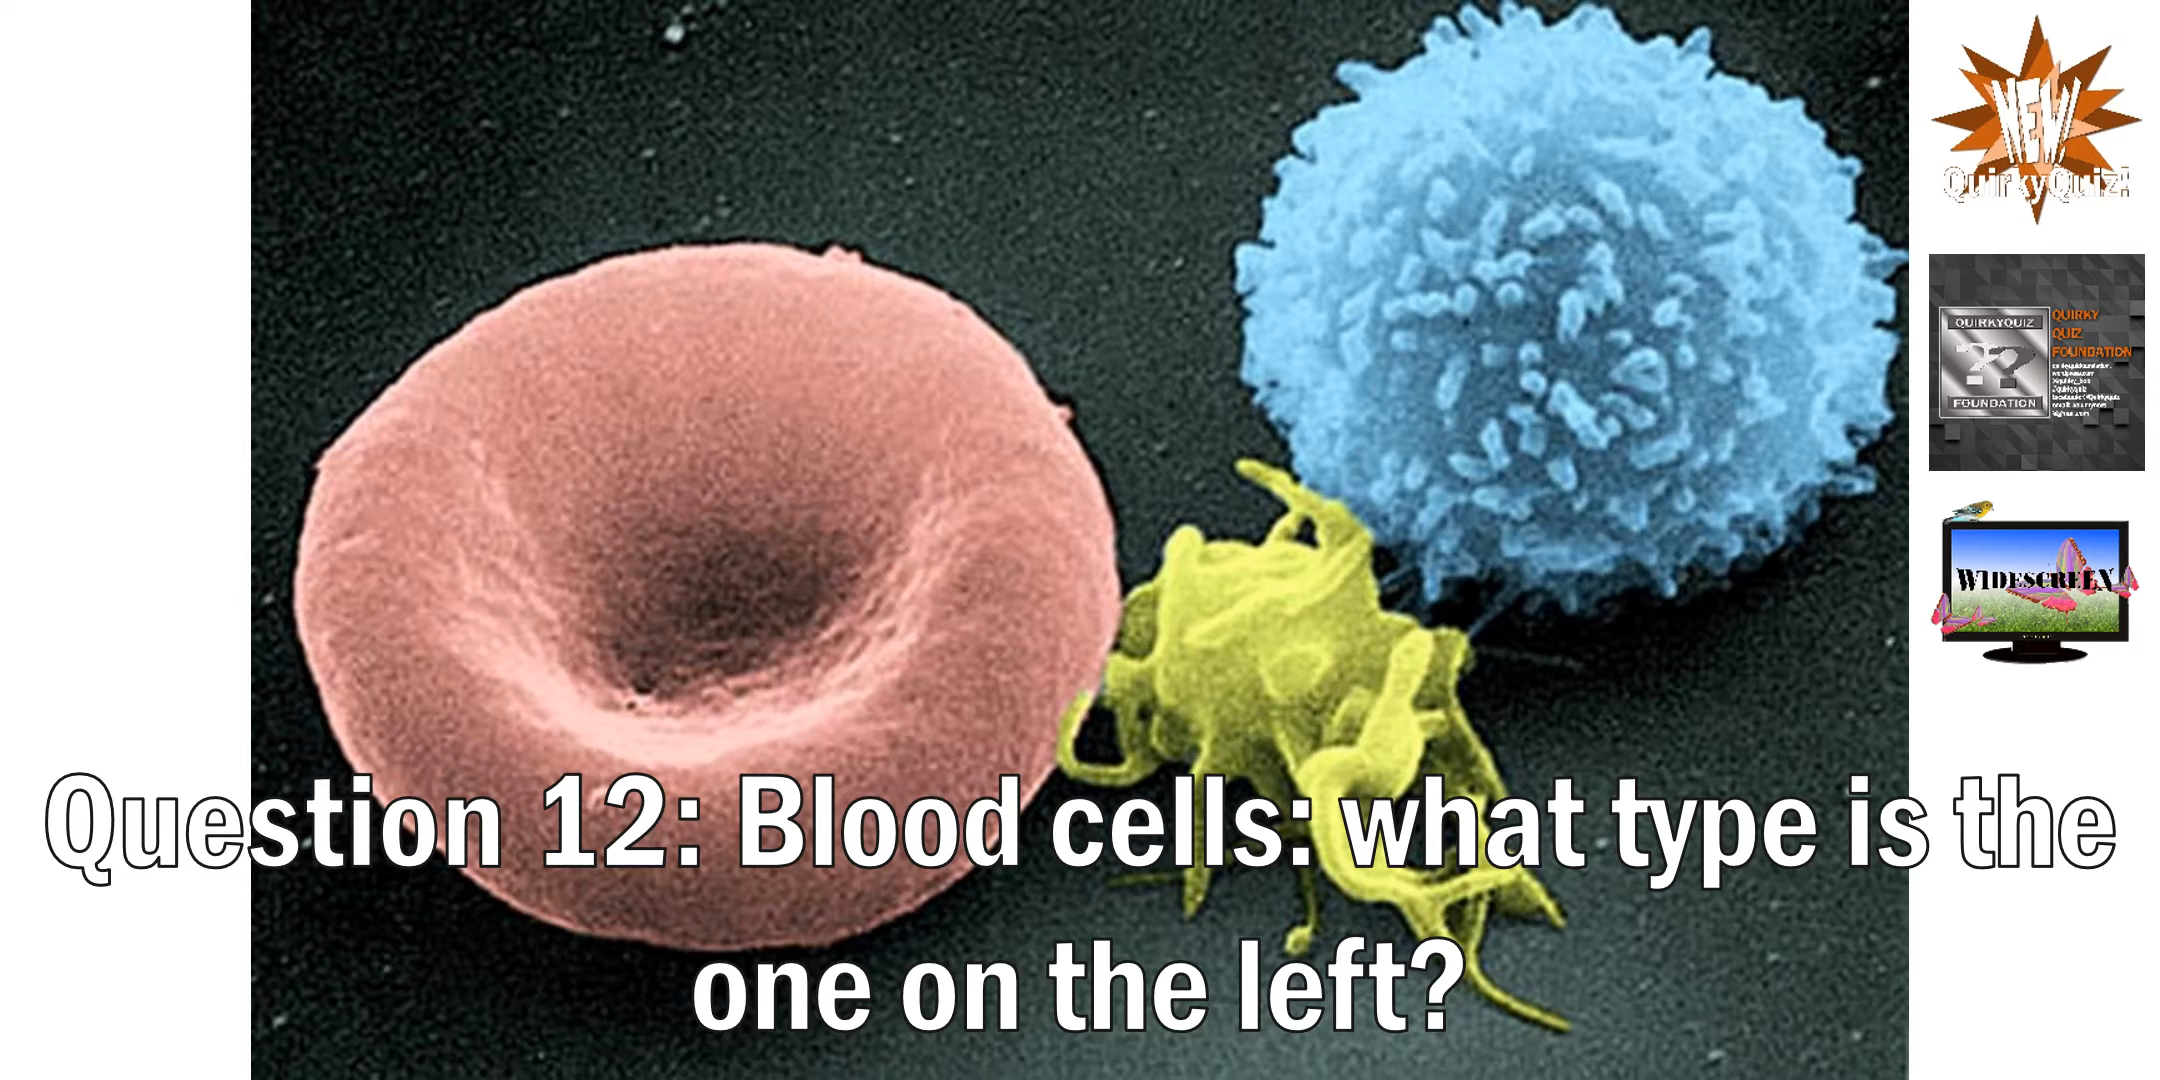 NEW!
QuirkyQuiz!
QUIRKYQUIZ
??
FOUNDATION
QUIRKY
QUIZ
FOUNDATION
WIDESCREEN
Question 12: Blood cells: what type is the
one on the left?